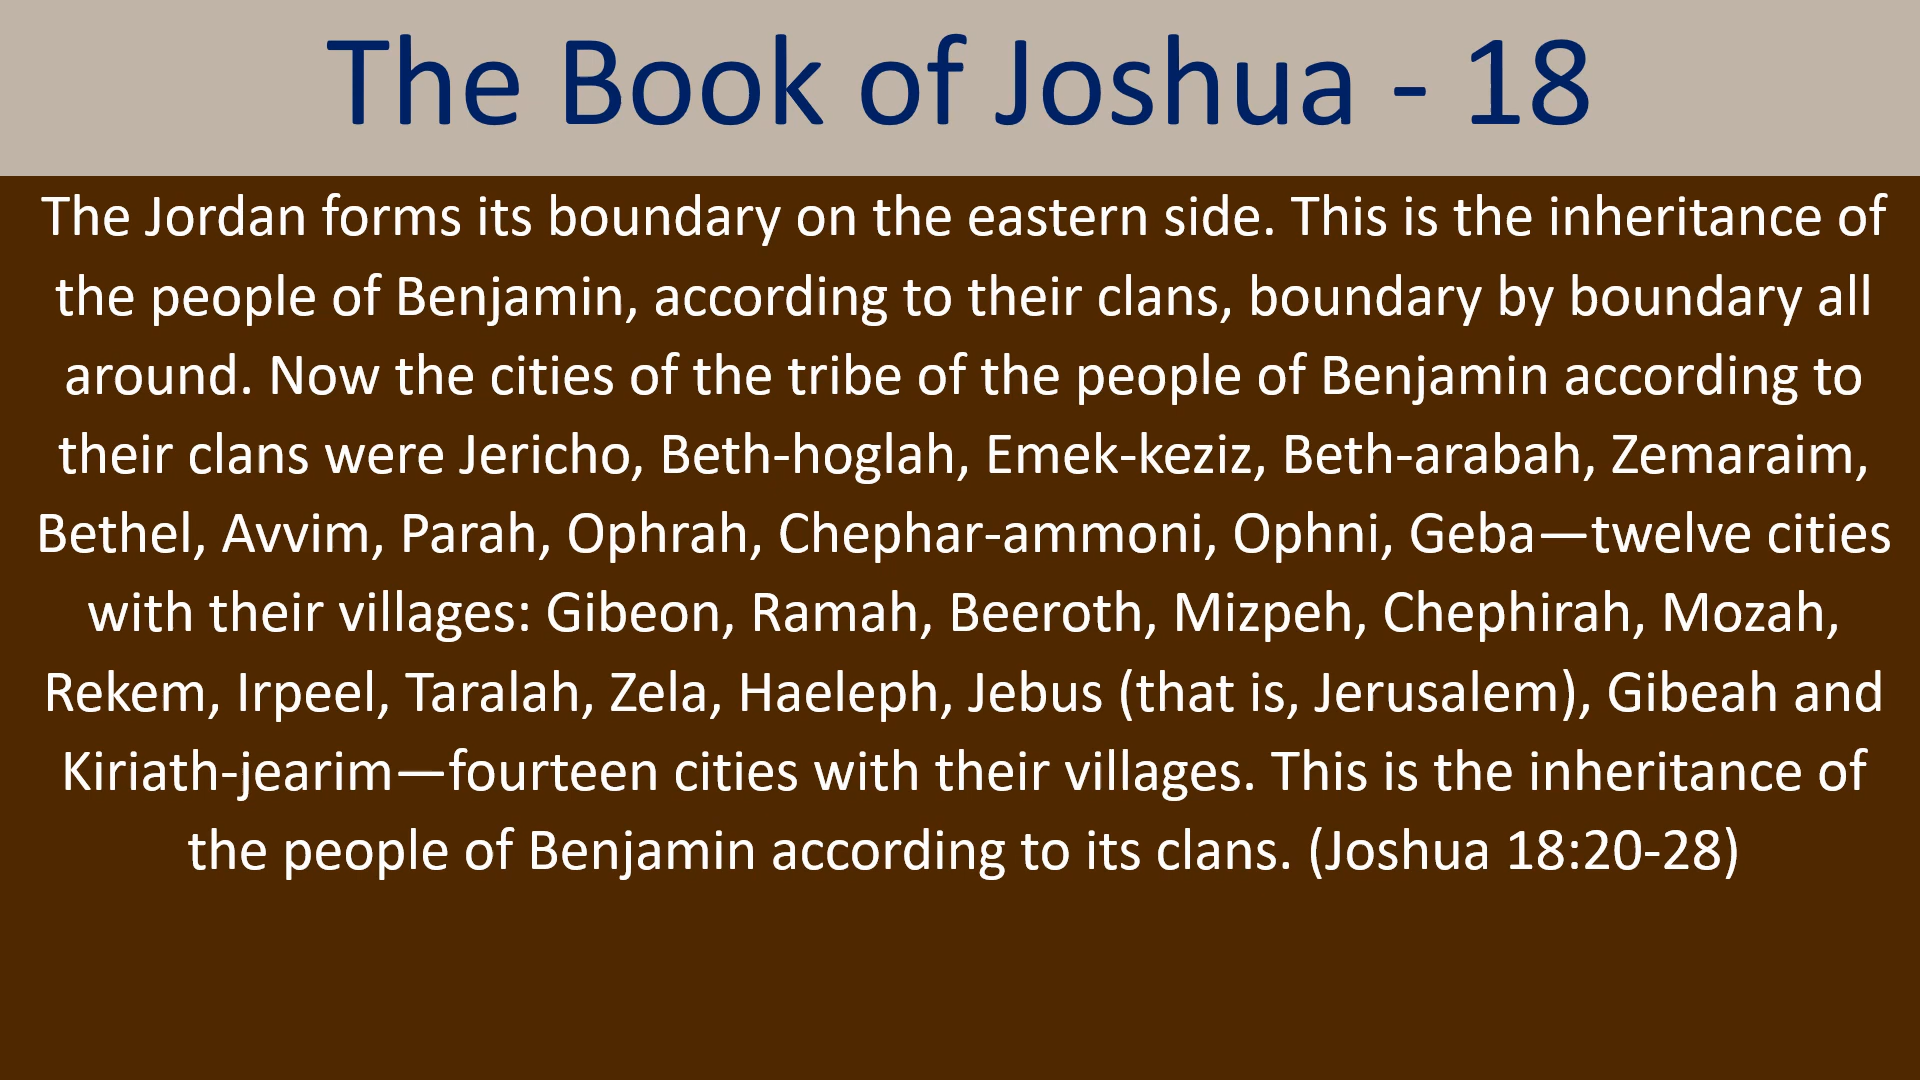 The Book of Joshua - 18
The Jordan forms its boundary on the eastern side. This is the inheritance of
the people of Benjamin, according to their clans, boundary by boundary all
around. Now the cities of the tribe of the people of Benjamin according to
their clans were Jericho, Beth-hoglah, Emek-keziz, Beth-arabah, Zemaraim,
Bethel, Avvim, Parah, Ophrah, Chephar-ammoni, Ophni, Geba—twelve cities
with their villages: Gibeon, Ramah, Beeroth, Mizpeh, Chephirah, Mozah,
Rekem, Irpeel, Taralah, Zela, Haeleph, Jebus (that is, Jerusalem), Gibeah and
Kiriath-jearim—fourteen cities with their villages. This is the inheritance of
the people of Benjamin according to its clans. (Joshua 18:20-28)